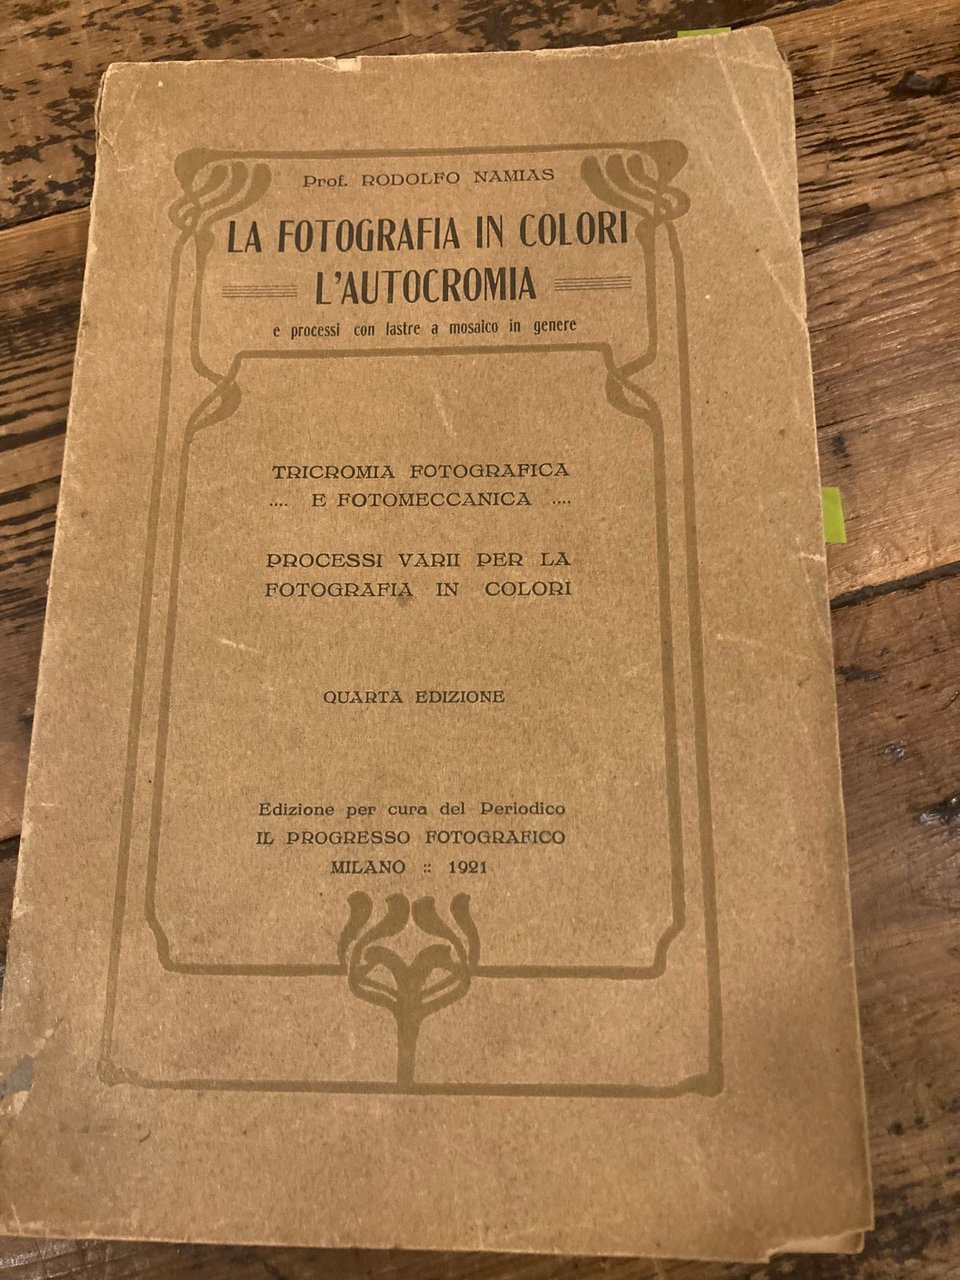 Prof. RODOLFO NAMIAS
LA FOTOGRAFIA IN COLORI
L'AUTOCROMIA
e processi con lastre a mosaico in genere
TRICROMIA FOTOGRAFICA
.... E FOTOMECCANICA ....
PROCESSI VARII PER LA
FOTOGRAFIA IN COLORI
QUARTA EDIZIONE
Edizione per cura del Periodico
IL PROGRESSO FOTOGRAFICO
MILANO :: 1921